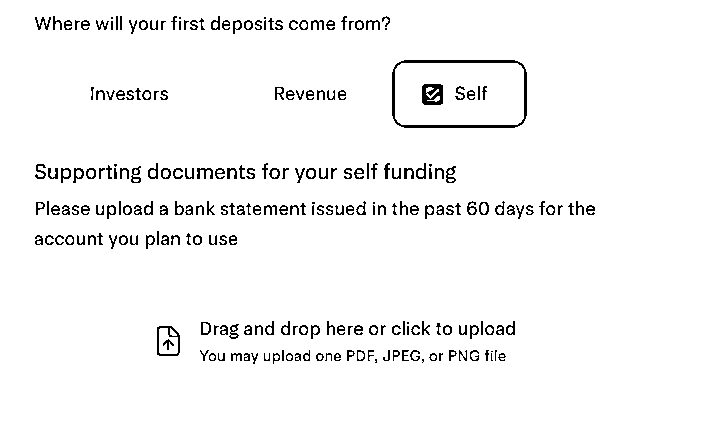 Where will your first deposits come from?
Investors
Revenue
Self
Supporting documents for your self funding
Please upload a bank statement issued in the past 60 days for the
account you plan to use
Drag and drop here or click to upload
You may upload one PDF, JPEG, or PNG file